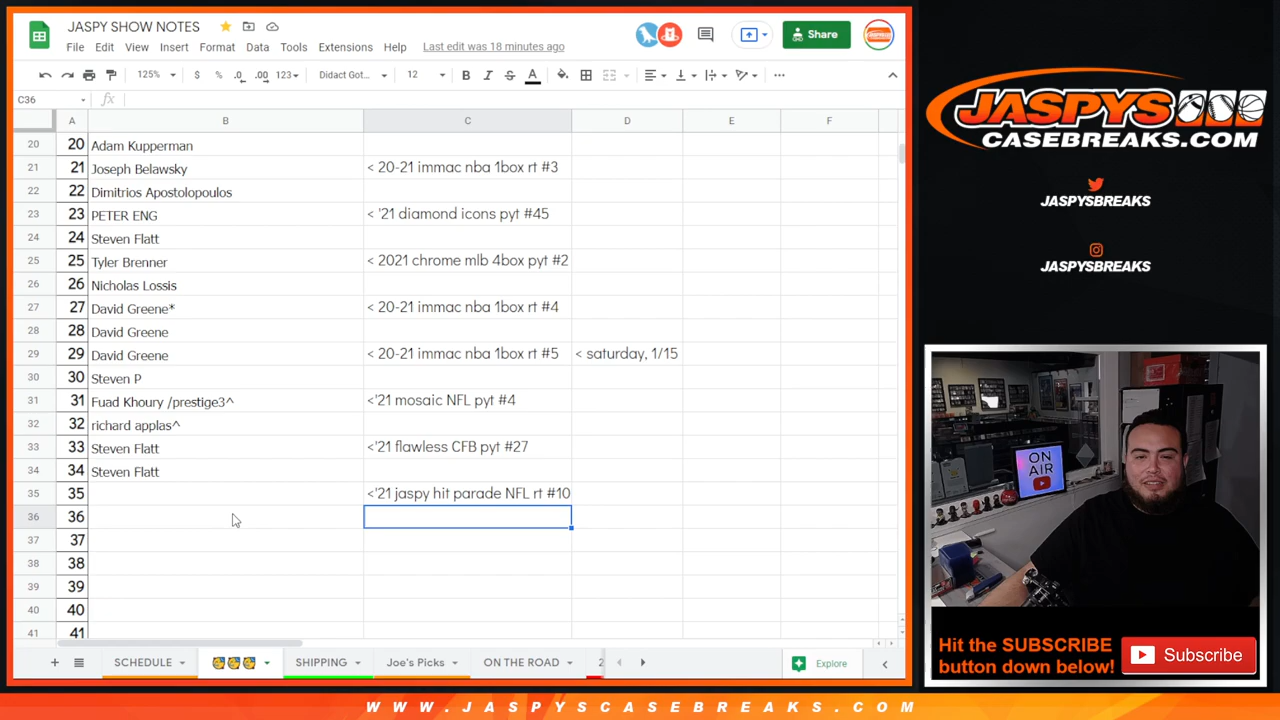 JASPY SHOW NOTES
File Edit View Insert Format Data Tools Extensions Help Last edit was 18 minutes ago
Share
125% $ % .0 .00 123 Didact Got... 12 B I S A
C36 fx
A B C D E F
20 20 Adam Kupperman
21 21 Joseph Belawsky < 20-21 immac nba 1box rt #3
22 22 Dimitrios Apostolopoulos
23 23 PETER ENG < '21 diamond icons pyt #45
24 24 Steven Flatt
25 25 Tyler Brenner < 2021 chrome mlb 4box pyt #2
26 26 Nicholas Lossis
27 27 David Greene* < 20-21 immac nba 1box rt #4
28 28 David Greene
29 29 David Greene < 20-21 immac nba 1box rt #5 < saturday, 1/15
30 30 Steven P
31 31 Fuad Khoury /prestige3^ <'21 mosaic NFL pyt #4
32 32 richard applas^
33 33 Steven Flatt <'21 flawless CFB pyt #27
34 34 Steven Flatt
35 35 <'21 jaspy hit parade NFL rt #10
36 36
37 37
38 38
39 39
40 40
41 41
SCHEDULE SHIPPING Joe's Picks ON THE ROAD 2 Explore
JASPYS
CASEBREAKS.COM
JASPYSBREAKS
JASPYSBREAKS
ON
AIR
Hit the SUBSCRIBE
button down below!
Subscribe
WWW.JASPYSCASEBREAKS.COM